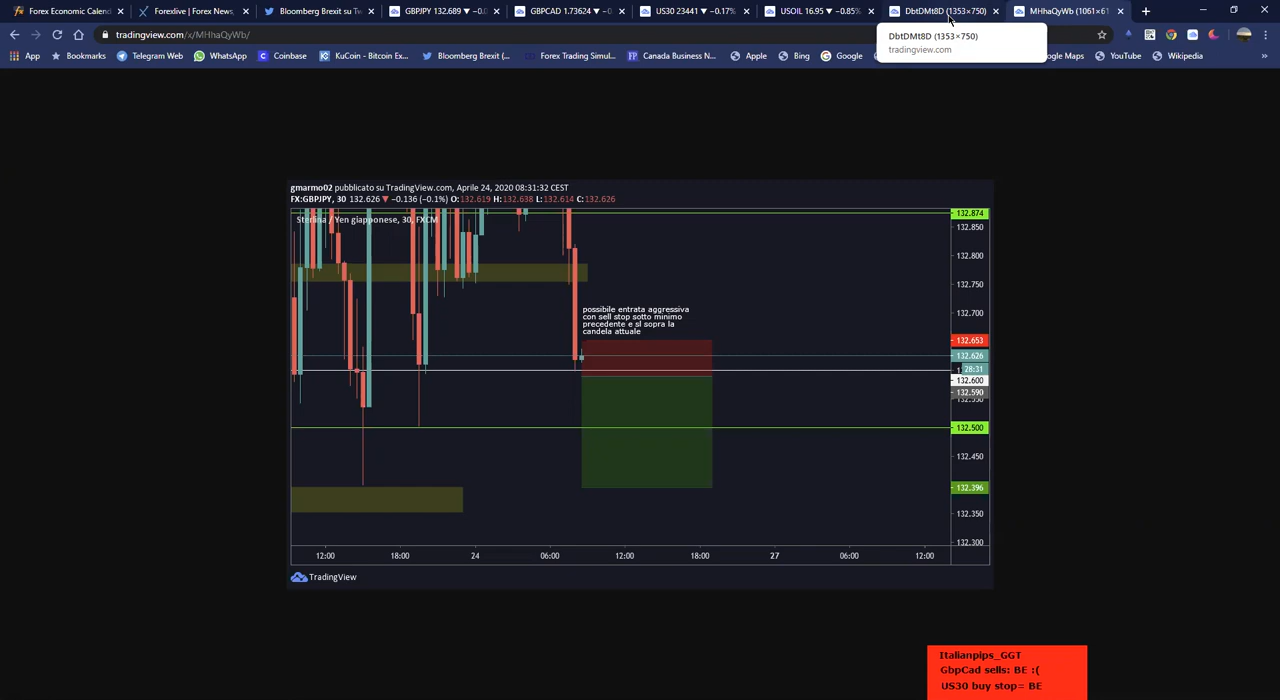 Forex Economic Calend
Forexlive | Forex News,
Bloomberg Brexit su Tw
GBPJPY 132.689 ▼ −0.
GBPCAD 1.73624 ▼ −0.
US30 23441 ▼ −0.17%
USOIL 16.95 ▼ −0.85%
DbtDMt8D (1353×750)
MHhaQyWb (1061×61
tradingview.com/x/MHhaQyWb/
DbtDMt8D (1353×750)
tradingview.com
App
Bookmarks
Telegram Web
WhatsApp
Coinbase
KuCoin - Bitcoin Ex...
Bloomberg Brexit (...
Forex Trading Simul...
Canada Business N...
Apple
Bing
Google
ogle Maps
YouTube
Wikipedia
»
gmarmo02 pubblicato su TradingView.com, Aprile 24, 2020 08:31:32 CEST
FX:GBPJPY, 30 132.626 ▼ −0.136 (−0.1%) O:132.619 H:132.638 L:132.614 C:132.626
Sterlina / Yen giapponese, 30, FXCM
132.874
132.850
132.800
132.750
132.700
132.653
132.626
28:31
132.600
132.590
132.500
132.450
132.396
132.350
132.300
possibile entrata aggressiva
con sell stop sotto minimo
precedente e sl sopra la
candela attuale
12:00 18:00 24 06:00 12:00 18:00 27 06:00 12:00
TradingView
Italianpips_GGT
GbpCad sells: BE :(
US30 buy stop= BE